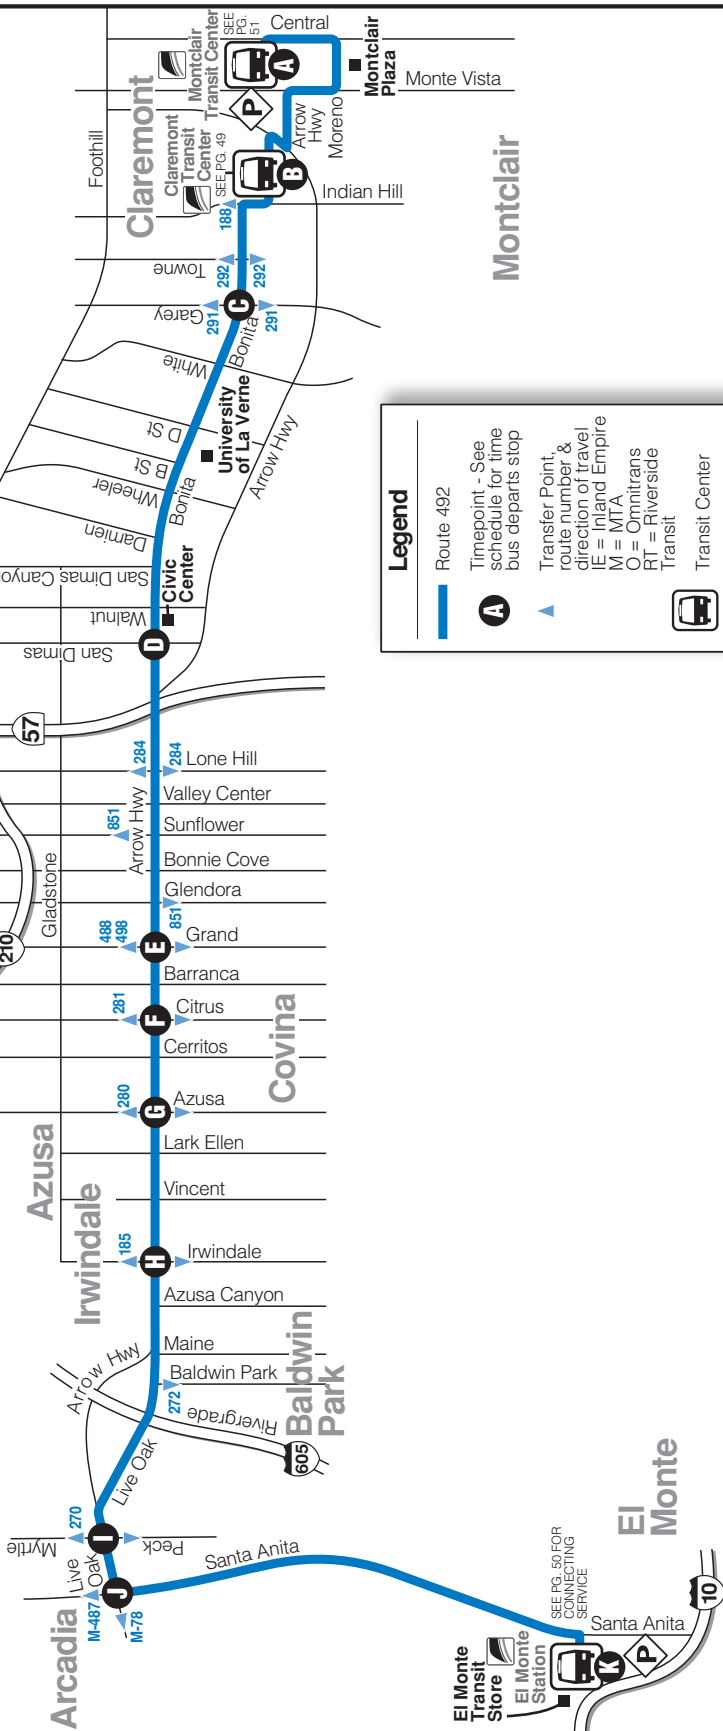 Central
SEE
PG.
51
Montclair
Transit Center
A
Montclair
Plaza
Monte Vista
P
Arrow
Hwy
Moreno
Foothill
Claremont
Claremont
Transit
Center
SEE PG. 49
B
Indian Hill
188
Montclair
Towne
292
292
Garey
291
C
291
Bonita
White
University
of La Verne
D St
B St
Arrow Hwy
Wheeler
Bonita
Damien
San Dimas Canyon
Civic
Center
Walnut
D
San Dimas
Legend
Route 492
A
Timepoint - See
schedule for time
bus departs stop
Transfer Point,
route number &
direction of travel
IE = Inland Empire
M = MTA
O = Omnitrans
RT = Riverside
Transit
Transit Center
57
284
284
Lone Hill
Arrow Hwy
Valley Center
851
Sunflower
Bonnie Cove
Gladstone
Glendora
851
210
488
498
E
Grand
Barranca
281
F
Citrus
Cerritos
Covina
280
G
Azusa
Lark Ellen
Azusa
Vincent
Irwindale
185
H
Irwindale
Azusa Canyon
Maine
Baldwin Park
272
Baldwin
Park
Arrow Hwy
Rivergrade
605
Live Oak
270
Myrtle
I
Peck
Live
Oak
J
M-487
M-78
Arcadia
Santa Anita
El
Monte
SEE PG. 50 FOR
CONNECTING
SERVICE
Santa Anita
10
El Monte
Transit
Store
El Monte
Station
K
P